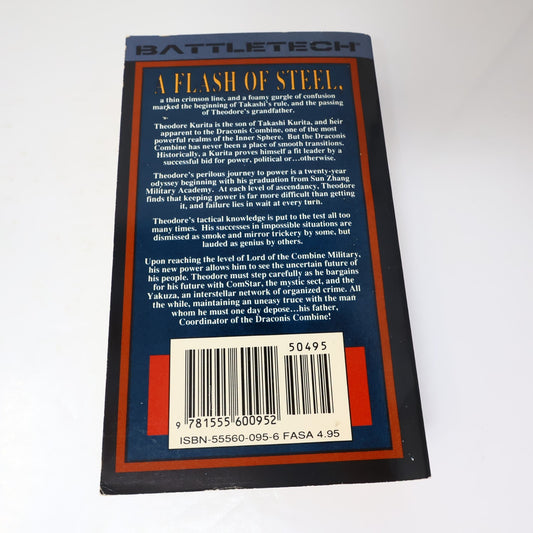 BATTLETECH®
A FLASH OF STEEL,
a thin crimson line, and a foamy gurgle of confusion
marked the beginning of Takashi's rule, and the passing
of Theodore's grandfather.
Theodore Kurita is the son of Takashi Kurita, and heir
apparent to the Draconis Combine, one of the most
powerful realms of the Inner Sphere. But the Draconis
Combine has never been a place of smooth transitions.
Historically, a Kurita proves himself a fit leader by a
successful bid for power, political or…otherwise.
Theodore's perilous journey to power is a twenty-year
odyssey beginning with his graduation from Sun Zhang
Military Academy. At each level of ascendancy, Theodore
finds that keeping power is far more difficult than getting
it, and failure lies in wait at every turn.
Theodore's tactical knowledge is put to the test all too
many times. His successes in impossible situations are
dismissed as smoke and mirror trickery by some, but
lauded as genius by others.
Upon reaching the level of Lord of the Combine Military,
his new power allows him to see the uncertain future of
his people. Theodore must step carefully as he bargains
for his future with ComStar, the mystic sect, and the
Yakuza, an interstellar network of organized crime. All
the while, maintaining an uneasy truce with the man
whom he must one day depose…his father,
Coordinator of the Draconis Combine!
50495
9 781555 600952
ISBN-55560-095-6 FASA 4.95